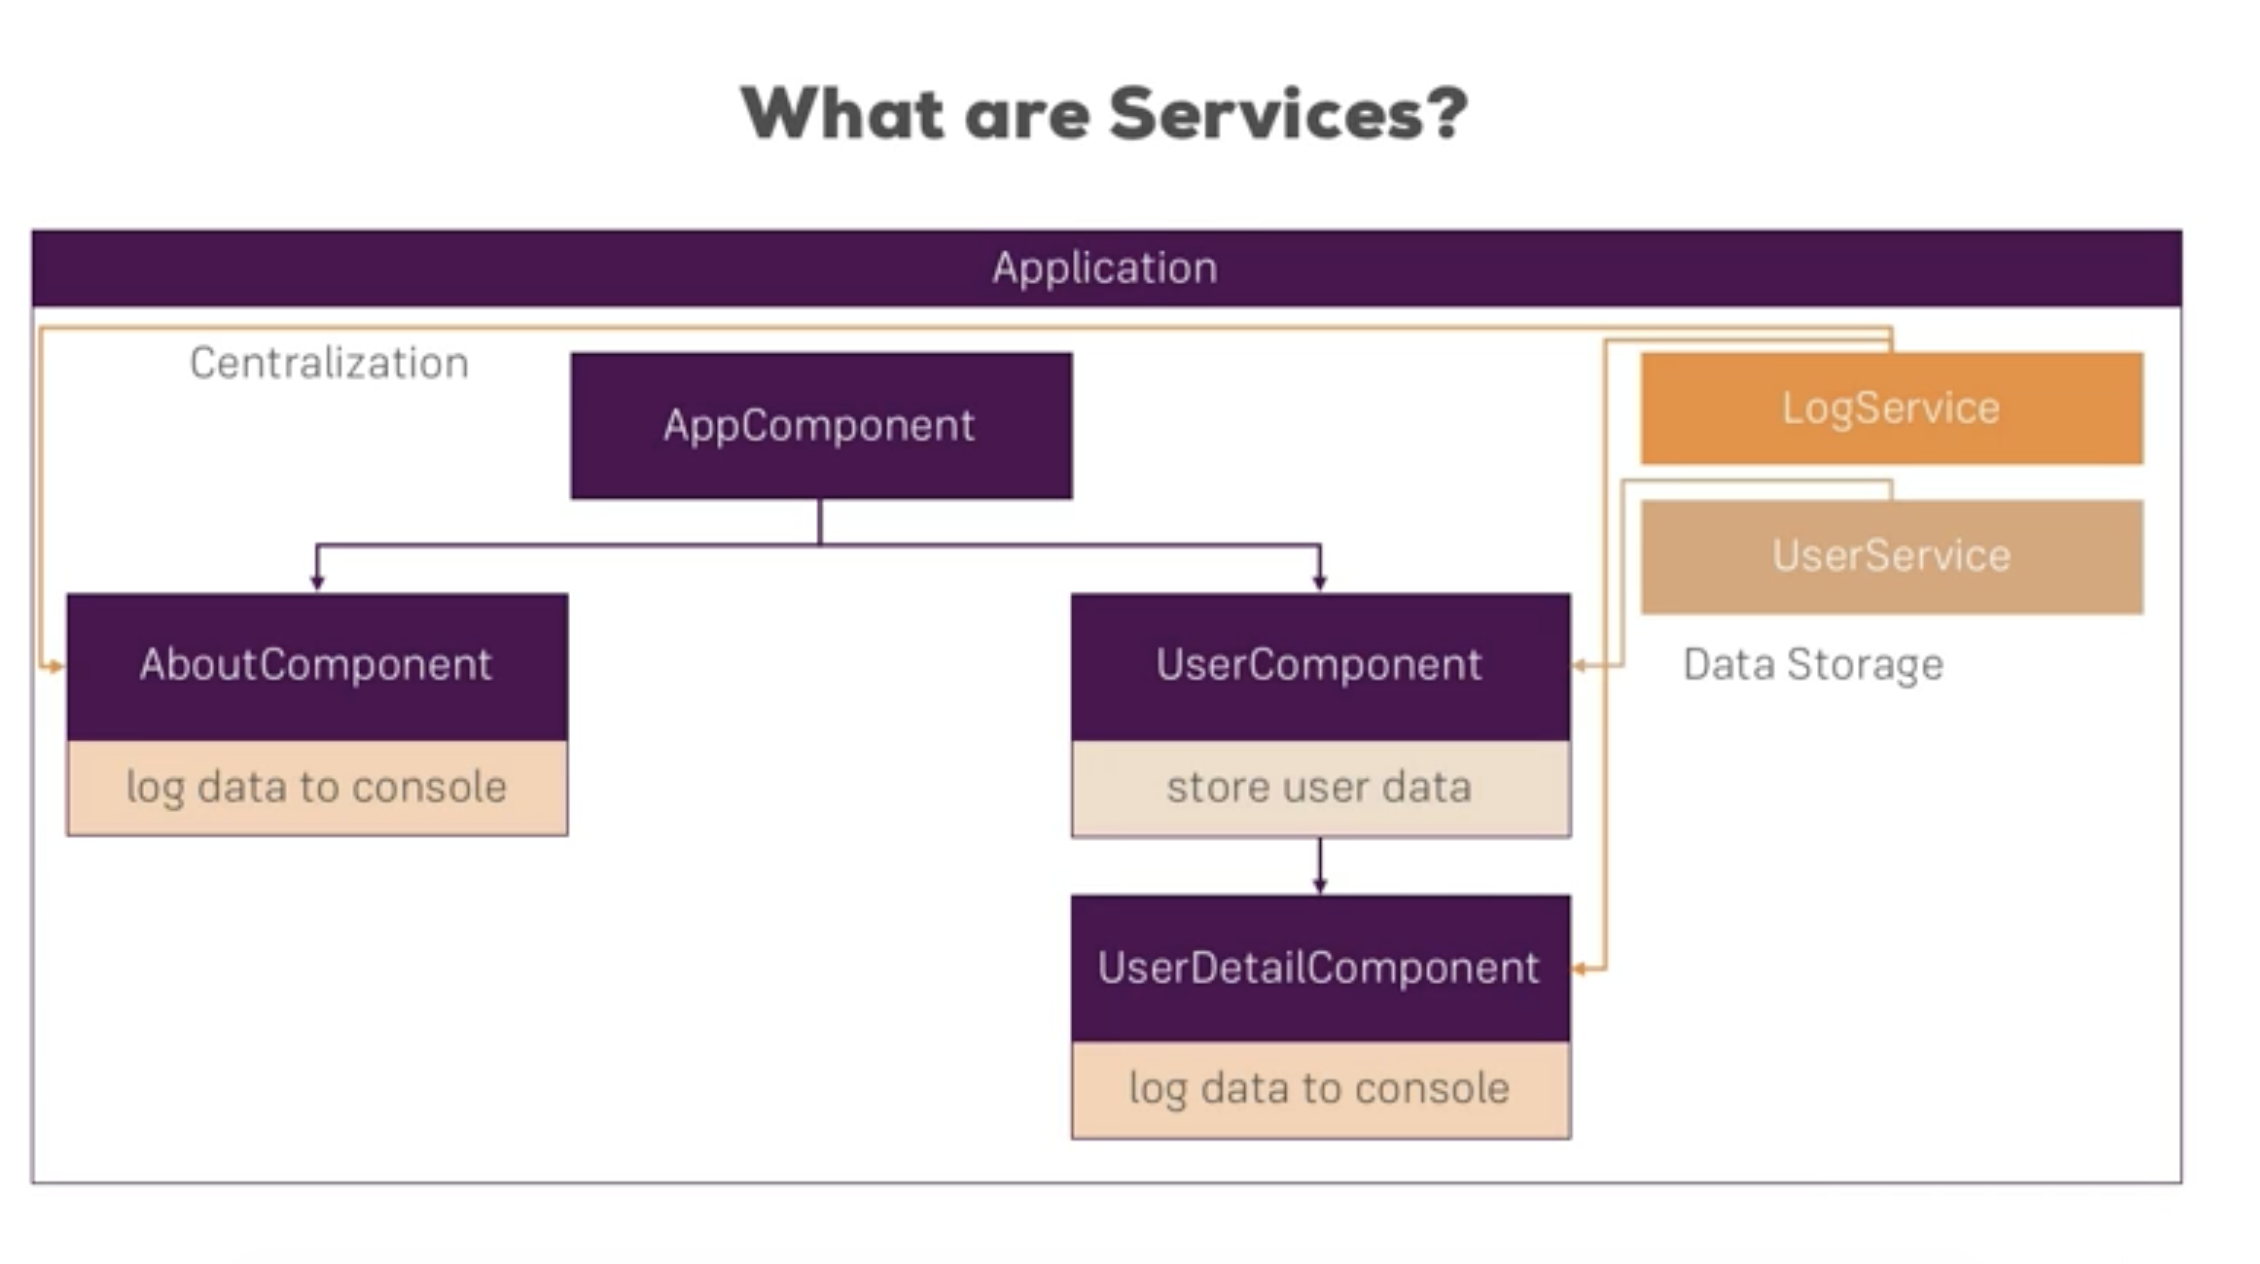 What are Services?
Application
Centralization
AppComponent
LogService
UserService
AboutComponent
UserComponent
Data Storage
log data to console
store user data
UserDetailComponent
log data to console